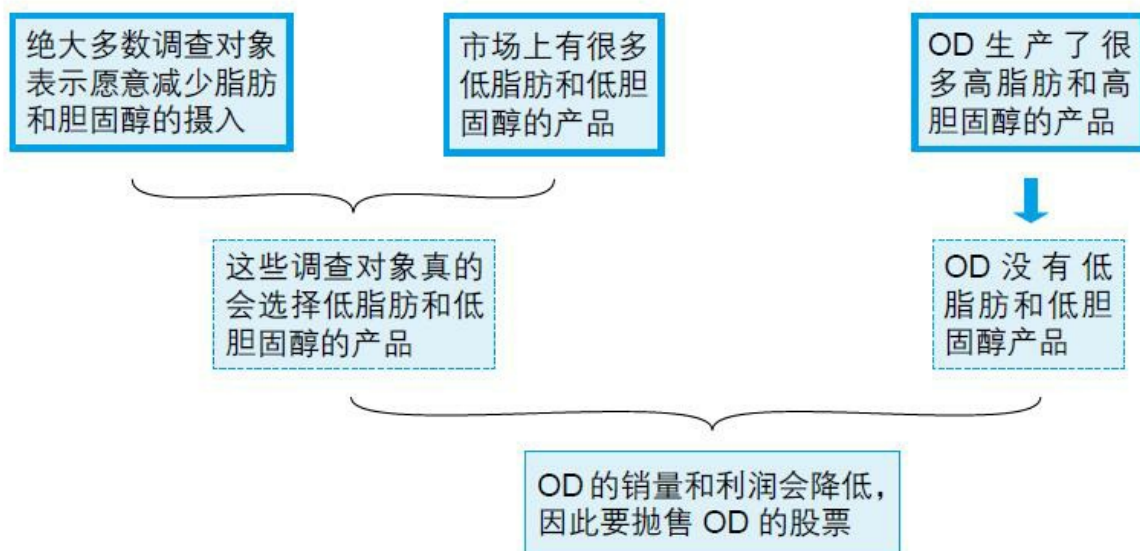 绝大多数调查对象
表示愿意减少脂肪
和胆固醇的摄入
市场上有很多
低脂肪和低胆
固醇的产品
OD 生产了很
多高脂肪和高
胆固醇的产品
这些调查对象真的
会选择低脂肪和低
胆固醇的产品
OD 没有低
脂肪和低胆
固醇产品
OD 的销量和利润会降低，
因此要抛售 OD 的股票